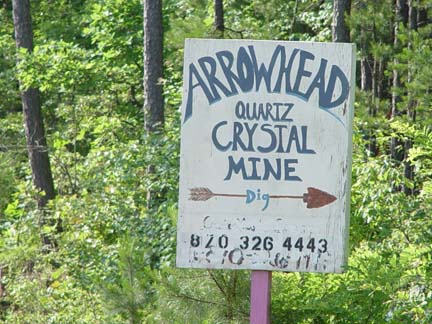 ARROWHEAD
QUARTZ
CRYSTAL
MINE
Dig
870 326 4443